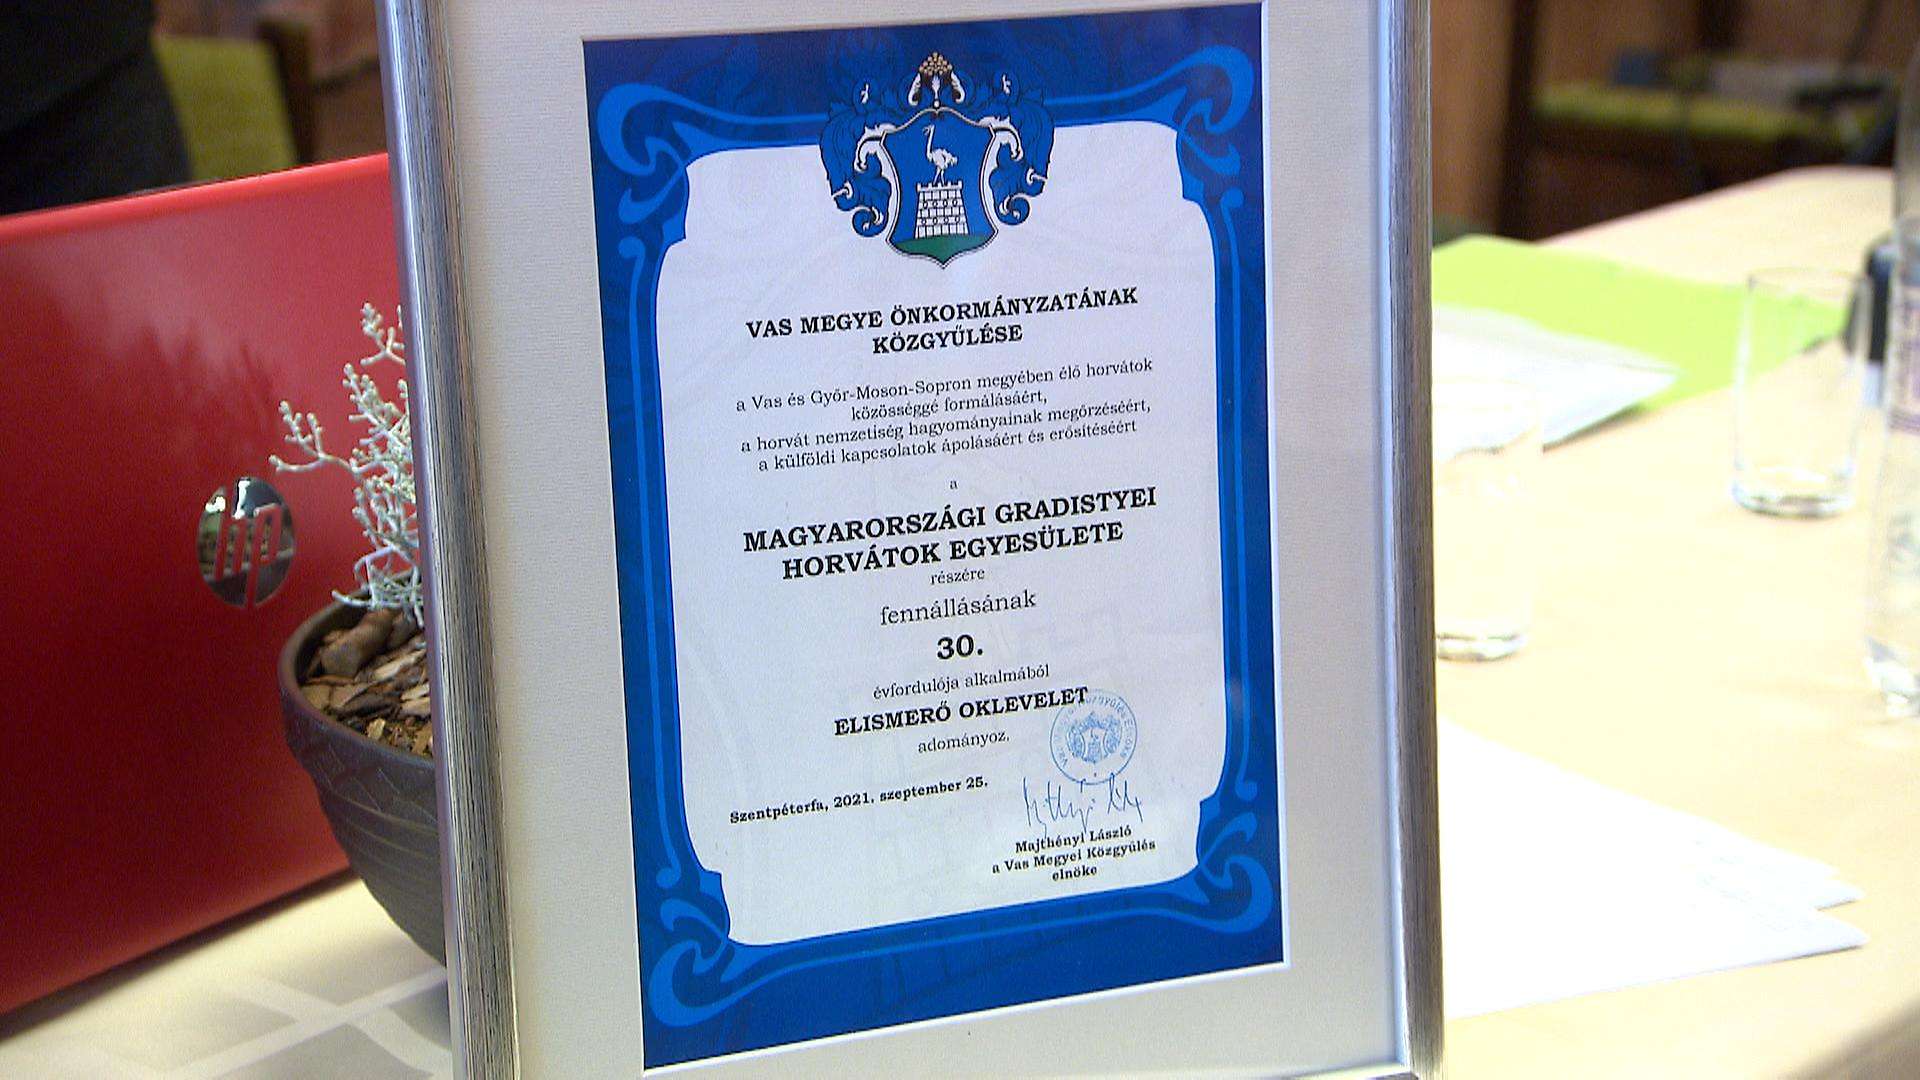 VAS MEGYE ÖNKORMÁNYZATÁNAK
KÖZGYŰLÉSE
a Vas és Győr-Moson-Sopron megyében élő horvátok
közösséggé formálásáért,
a horvát nemzetiség hagyományainak megőrzéséért,
a külföldi kapcsolatok ápolásáért és erősítéséért
a
MAGYARORSZÁGI GRADISTYEI
HORVÁTOK EGYESÜLETE
részére
fennállásának
30.
évfordulója alkalmából
ELISMERŐ OKLEVELET
adományoz.
Szentpéterfa, 2021. szeptember 25.
Majthényi László
a Vas Megyei Közgyűlés
elnöke
hp